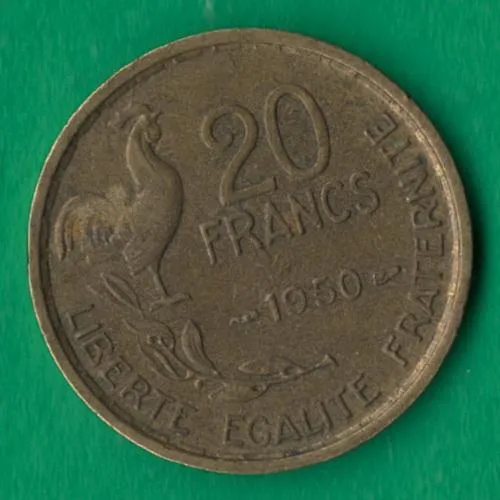 20
FRANCS
1950
LIBERTE EGALITE FRATERNITE